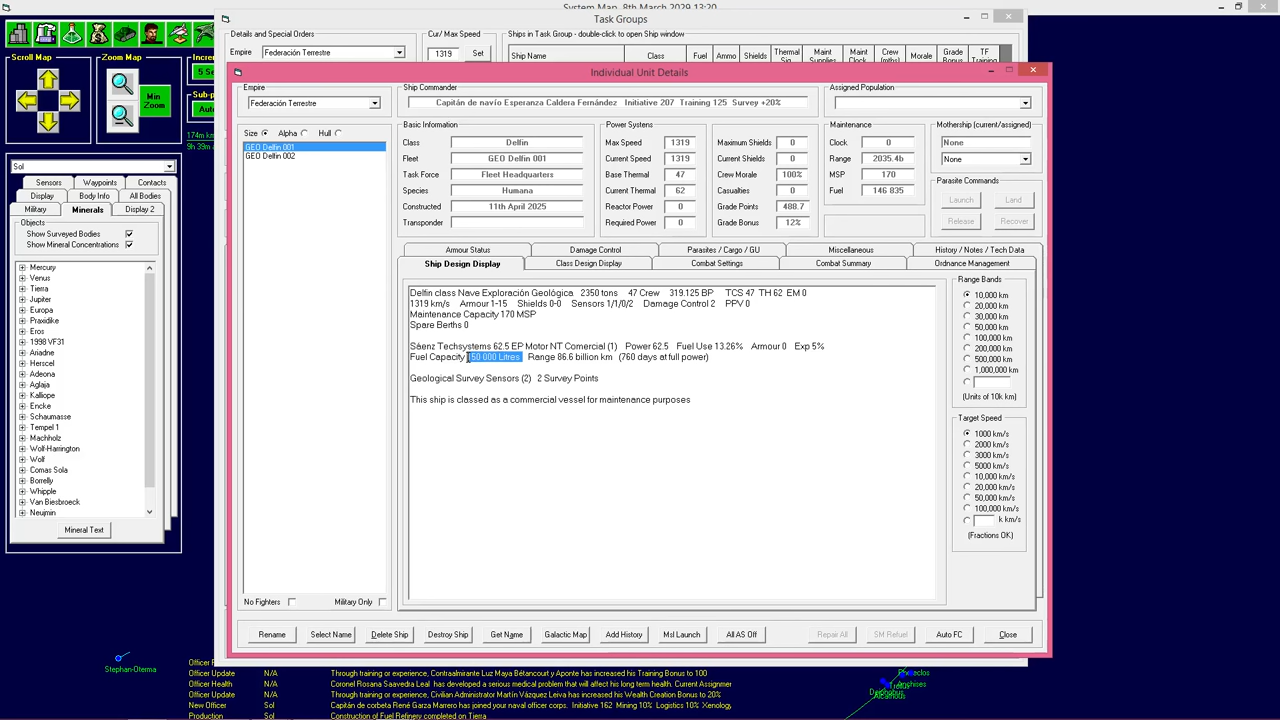 System Map 8th March 2029 13:20
Task Groups
Details and Special Orders
Cur/ Max Speed
Ships in Task Group - double-click to open Ship window
Empire
Federación Terrestre
1319
Set
Ship Name
Class
Fuel
Ammo
Shields
Thermal Sig
Maint Supplies
Maint Clock
Crew (mths)
Morale
Grade Bonus
TF Training
Scroll Map
Zoom Map
Min Zoom
Individual Unit Details
Empire
Federación Terrestre
Ship Commander
Capitán de navío Esperanza Caldera Fernández Initiative 207 Training 125 Survey +20%
Assigned Population
Size
Alpha
Hull
GEO Delfin 001
GEO Delfin 002
Basic Information
Class
Delfin
Fleet
GEO Delfin 001
Task Force
Fleet Headquarters
Species
Humana
Constructed
11th April 2025
Transponder
Power Systems
Max Speed
1319
Current Speed
1319
Base Thermal
47
Current Thermal
62
Reactor Power
0
Required Power
0
Maximum Shields
0
Current Shields
0
Crew Morale
100%
Casualties
0
Grade Points
488.7
Grade Bonus
12%
Maintenance
Clock
0
Range
2035.4b
MSP
170
Fuel
146 835
Mothership (current/assigned)
None
None
Parasite Commands
Launch
Land
Release
Recover
Sol
Sensors
Waypoints
Contacts
Display
Body Info
All Bodies
Military
Minerals
Display 2
Objects
Show Surveyed Bodies
Show Mineral Concentrations
Mercury
Venus
Tierra
Jupiter
Europa
Praxidike
Eros
1998 VF31
Ariadne
Herscel
Adeona
Aglaja
Kalliope
Encke
Schaumasse
Tempel 1
Machholz
Wolf-Harrington
Wolf
Comas Sola
Borrelly
Whipple
Van Biesbroeck
Neujmin
Mineral Text
Armour Status
Damage Control
Parasites / Cargo / GU
Miscellaneous
History / Notes / Tech Data
Ship Design Display
Class Design Display
Combat Settings
Combat Summary
Ordnance Management
Delfin class Nave Exploración Geológica 2350 tons 47 Crew 319.125 BP TCS 47 TH 62 EM 0
1319 km/s Armour 1-15 Shields 0-0 Sensors 1/1/0/2 Damage Control 2 PPV 0
Maintenance Capacity 170 MSP
Spare Berths 0
Sáenz Techsystems 62.5 EP Motor NT Comercial (1) Power 62.5 Fuel Use 13.26% Armour 0 Exp 5%
Fuel Capacity 50 000 Litres Range 86.6 billion km (760 days at full power)
Geological Survey Sensors (2) 2 Survey Points
This ship is classed as a commercial vessel for maintenance purposes
Range Bands
10,000 km
20,000 km
30,000 km
50,000 km
100,000 km
200,000 km
500,000 km
1,000,000 km
(Units of 10k km)
Target Speed
1000 km/s
2000 km/s
3000 km/s
5000 km/s
10,000 km/s
20,000 km/s
50,000 km/s
100,000 km/s
k km/s
(Fractions OK)
No Fighters
Military Only
Rename
Select Name
Delete Ship
Destroy Ship
Get Name
Galactic Map
Add History
Msl Launch
All AS Off
Repair All
SM Refuel
Auto FC
Close
Stephan-Oterma
Officer Update N/A Through training or experience, Contraalmirante Luz Maya Bétancourt y Aponte has increased his Training Bonus to 100
Officer Health N/A Coronel Rosana Saavedra Leal has developed a serious medical problem that will affect his long term health. Current Assignmer
Officer Update N/A Through training or experience, Civilian Administrator Martín Vázquez Leiva has increased his Wealth Creation Bonus to 20%
New Officer Sol Capitán de corbeta René Garza Marrero has joined your naval officer corps. Initiative 162 Mining 10% Logistics 10% Xenology
Production Sol Construction of Fuel Refinery completed on Tierra